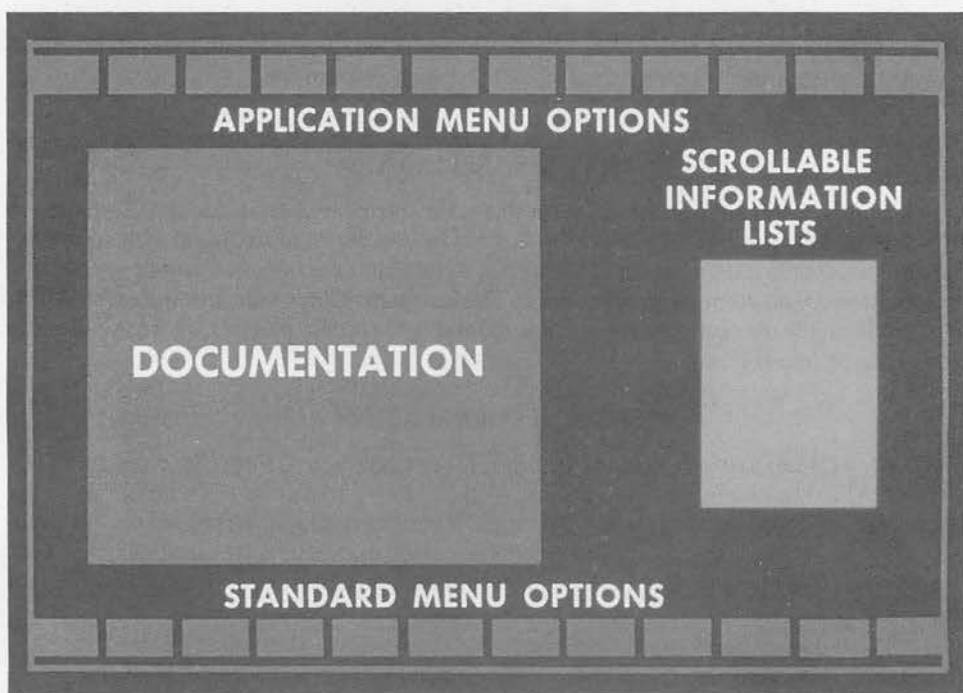 APPLICATION MENU OPTIONS
SCROLLABLE
INFORMATION
LISTS
DOCUMENTATION
STANDARD MENU OPTIONS